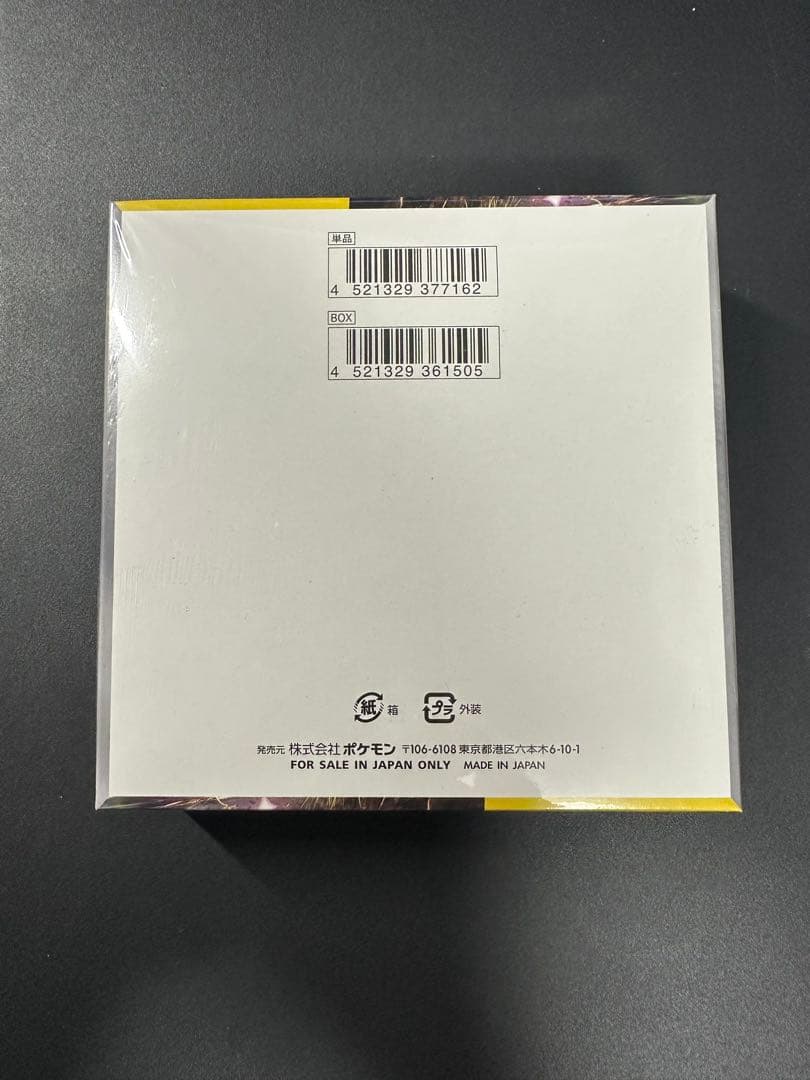 単品
4 521329 377162
BOX
4 521329 361505
紙 箱 プラ 外装
発売元 株式会社ポケモン 〒106-6108 東京都港区六本木6-10-1
FOR SALE IN JAPAN ONLY MADE IN JAPAN